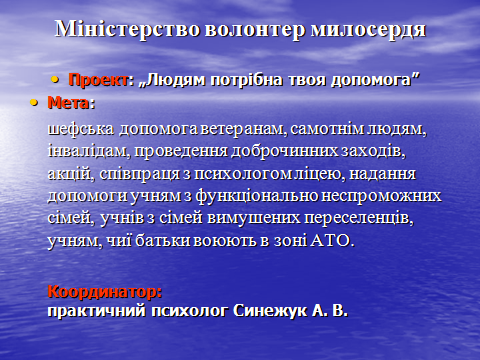 Міністерство волонтер милосердя
• Проект: „Людям потрібна твоя допомога”
• Мета:
шефська допомога ветеранам, самотнім людям,
інвалідам, проведення доброчинних заходів,
акцій, співпраця з психологом ліцею, надання
допомоги учням з функціонально неспроможних
сімей, учнів з сімей вимушених переселенців,
учням, чиї батьки воюють в зоні АТО.
Координатор:
практичний психолог Синежук А. В.